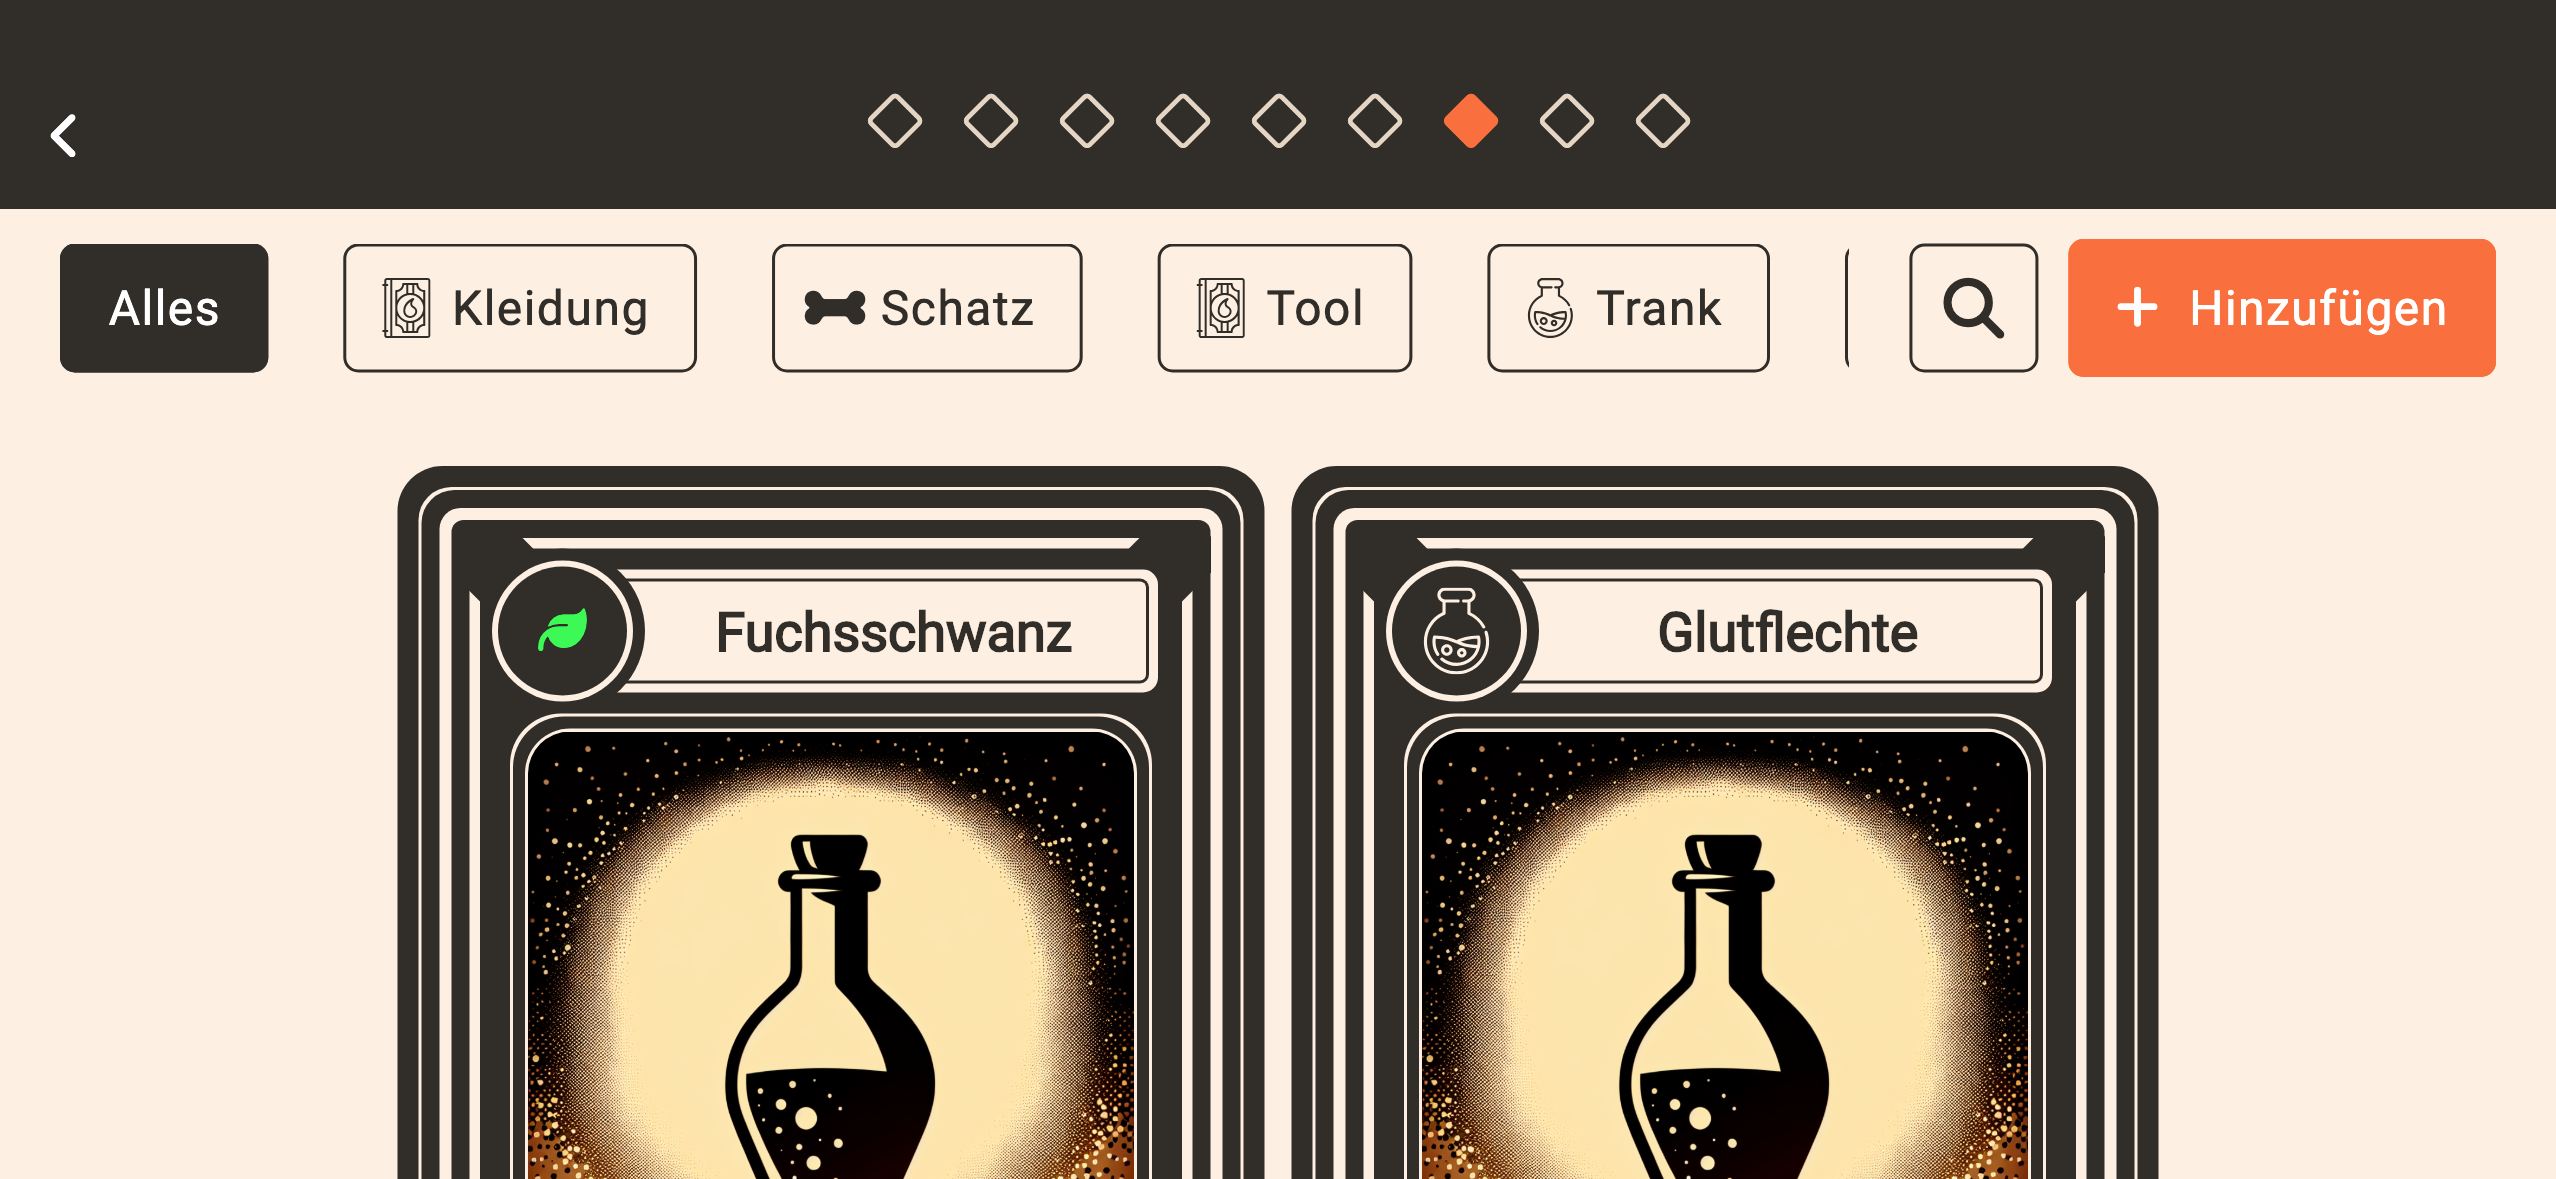 Alles
Kleidung
Schatz
Tool
Trank
Hinzufügen
Fuchsschwanz
Glutflechte